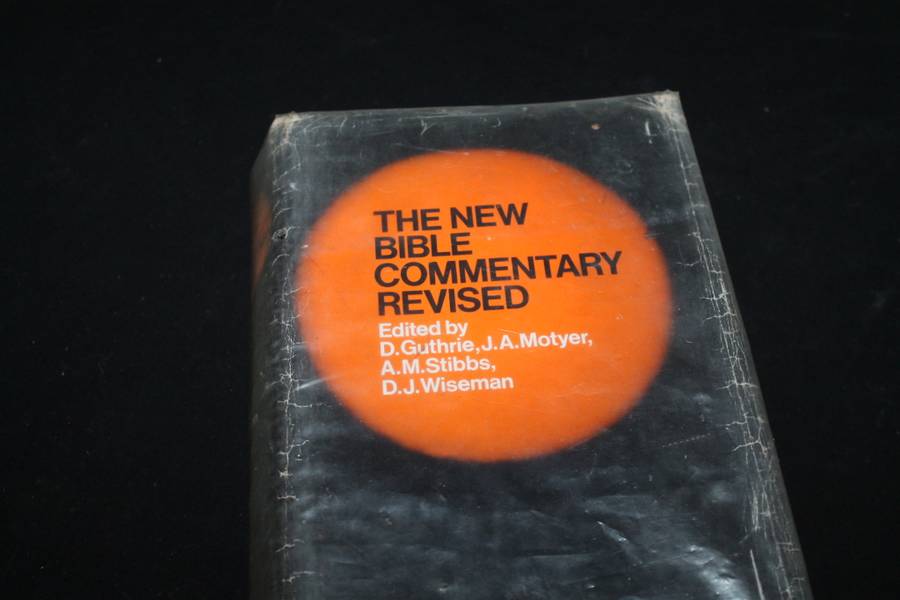 THE NEW
BIBLE
COMMENTARY
REVISED
Edited by
D.Guthrie, J.A.Motyer,
A.M.Stibbs,
D.J.Wiseman